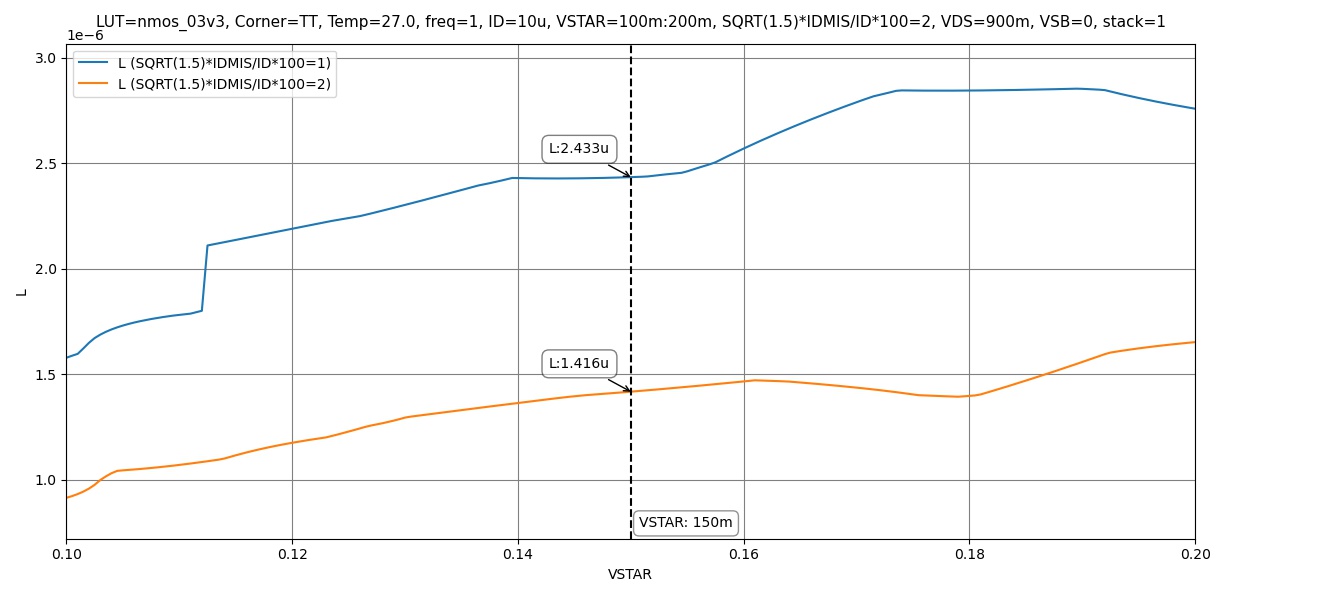 LUT=nmos_03v3, Corner=TT, Temp=27.0, freq=1, ID=10u, VSTAR=100m:200m, SQRT(1.5)*IDMIS/ID*100=2, VDS=900m, VSB=0, stack=1
1e−6
L (SQRT(1.5)*IDMIS/ID*100=1)
L (SQRT(1.5)*IDMIS/ID*100=2)
3.0
2.5
2.0
1.5
1.0
L
L:2.433u
L:1.416u
VSTAR: 150m
0.10 0.12 0.14 0.16 0.18 0.20
VSTAR